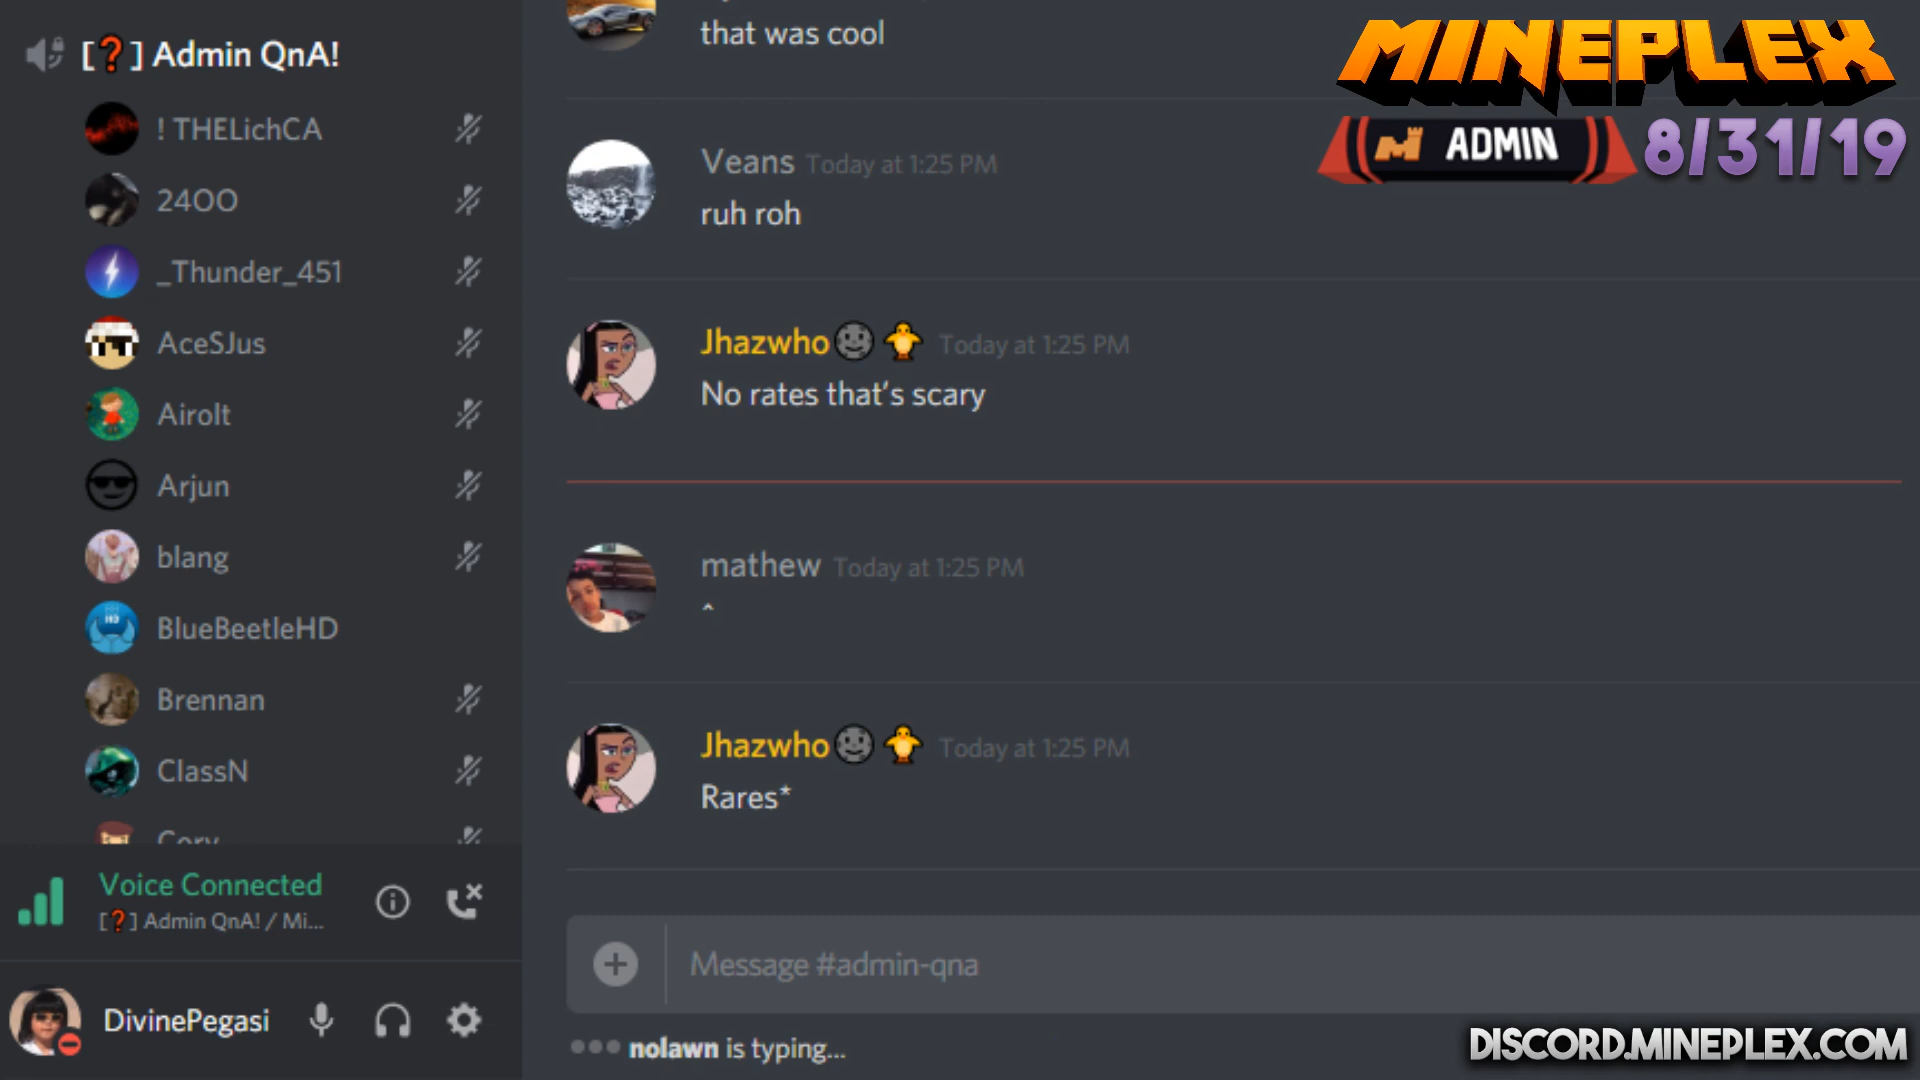 [❓] Admin QnA!
! THELichCA
24OO
_Thunder_451
AceSJus
Airolt
Arjun
blang
BlueBeetleHD
Brennan
ClassN
Cory
Voice Connected
[❓] Admin QnA! / Mi...
DivinePegasi
that was cool
Veans Today at 1:25 PM
ruh roh
Jhazwho Today at 1:25 PM
No rates that's scary
mathew Today at 1:25 PM
^
Jhazwho Today at 1:25 PM
Rares*
Message #admin-qna
nolawn is typing...
MINEPLEX
ADMIN 8/31/19
DISCORD.MINEPLEX.COM